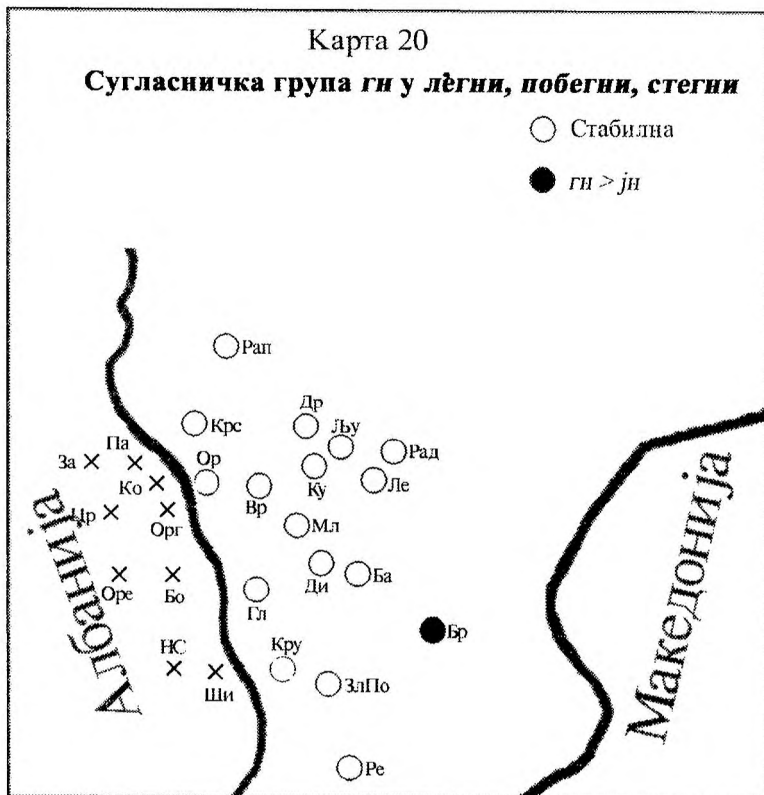 Карта 20
Сугласничка група гн у лѐгни, побегни, стегни
Стабилна
гн > јн
Рап
Крс
Др
Љу
Рад
Па
За
Ор
Ку
Ле
Ко
Вр
Цр
Орг
Мл
Ди
Ба
Оре
Бо
Гл
Бр
НС
Кру
Ши
ЗлПо
Ре
Албанија
Македонија